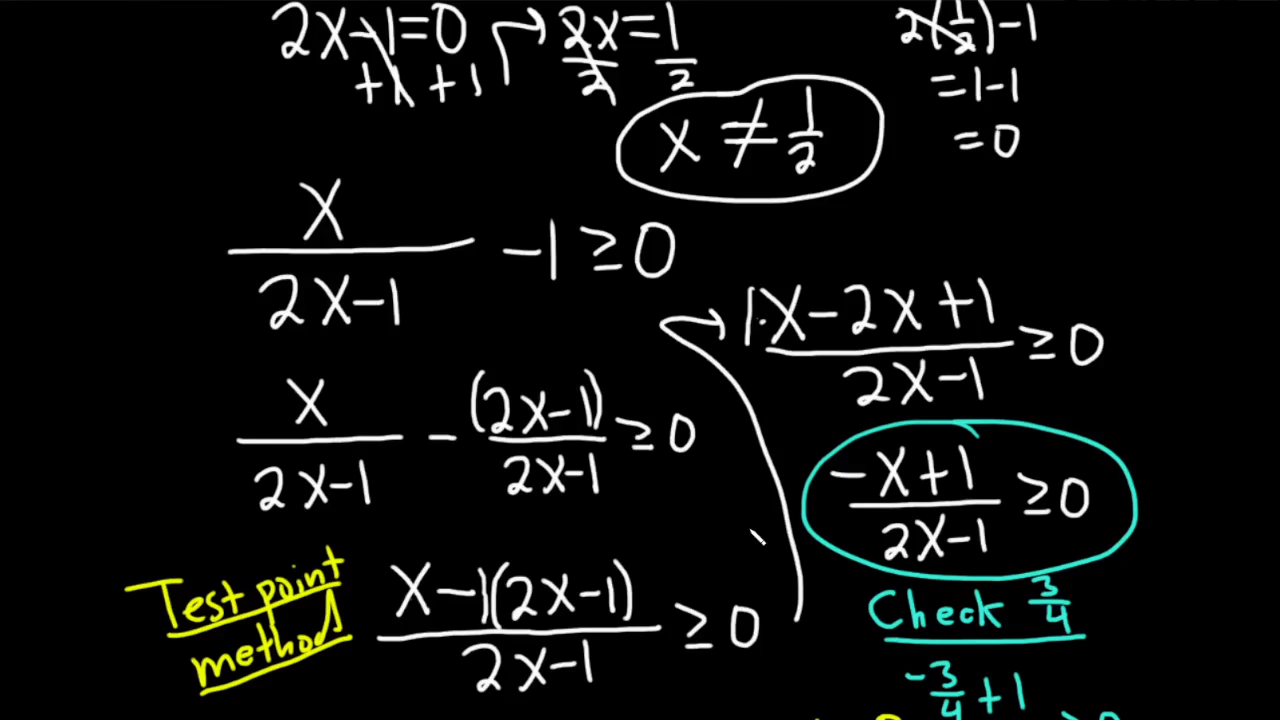 2x-1=0 2x=1 2(1/2)-1
+1 +1 2 2 =1-1
x ≠ 1/2 =0
x/(2x-1) -1 ≥ 0
1·x-2x+1/(2x-1) ≥ 0
x/(2x-1) - (2x-1)/(2x-1) ≥ 0
-x+1/(2x-1) ≥ 0
Test point
method
x-1(2x-1)/(2x-1) ≥ 0
Check 3/4
-3/4+1